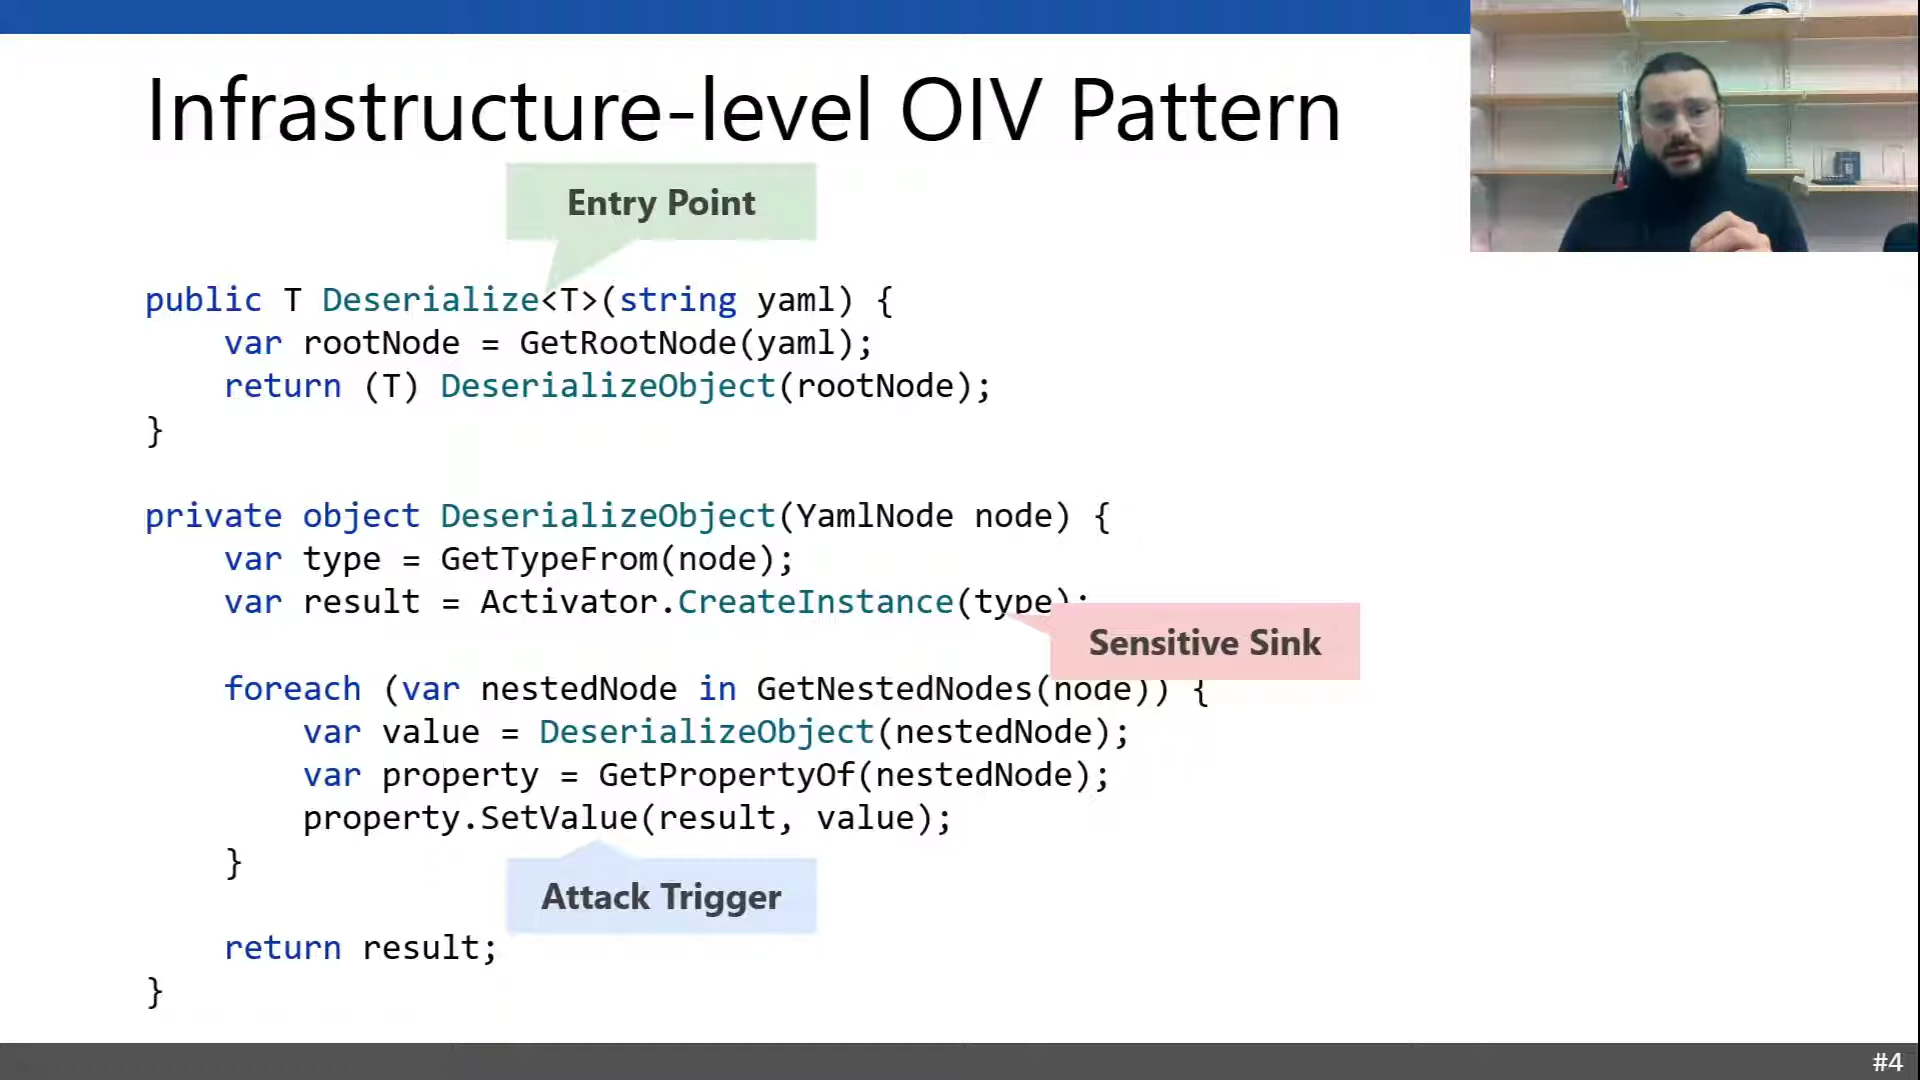 Infrastructure-level OIV Pattern
Entry Point
public T Deserialize<T>(string yaml) {
    var rootNode = GetRootNode(yaml);
    return (T) DeserializeObject(rootNode);
}
private object DeserializeObject(YamlNode node) {
    var type = GetTypeFrom(node);
    var result = Activator.CreateInstance(type);
Sensitive Sink
    foreach (var nestedNode in GetNestedNodes(node)) {
        var value = DeserializeObject(nestedNode);
        var property = GetPropertyOf(nestedNode);
        property.SetValue(result, value);
    }
Attack Trigger
    return result;
}
#4